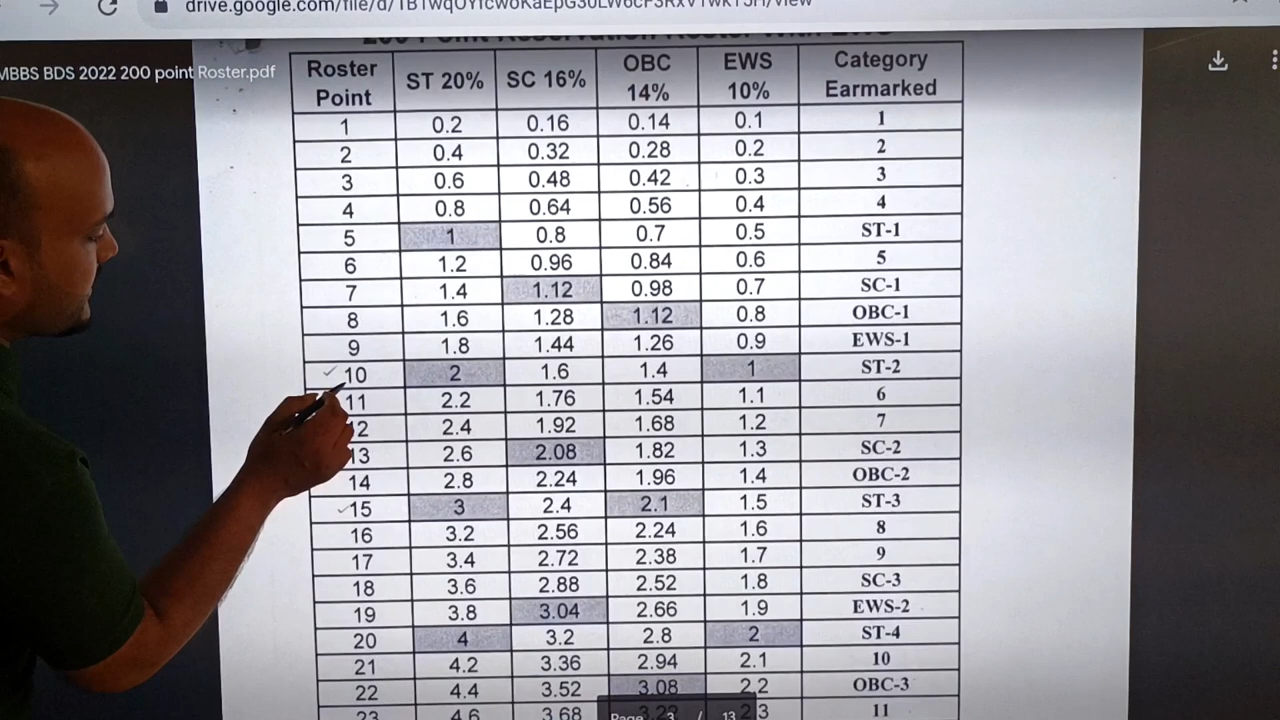 MBBS BDS 2022 200 point Roster.pdf
Roster Point ST 20% SC 16% OBC 14% EWS 10% Category Earmarked
1 0.2 0.16 0.14 0.1 1
2 0.4 0.32 0.28 0.2 2
3 0.6 0.48 0.42 0.3 3
4 0.8 0.64 0.56 0.4 4
5 1 0.8 0.7 0.5 ST-1
6 1.2 0.96 0.84 0.6 5
7 1.4 1.12 0.98 0.7 SC-1
8 1.6 1.28 1.12 0.8 OBC-1
9 1.8 1.44 1.26 0.9 EWS-1
10 2 1.6 1.4 1 ST-2
11 2.2 1.76 1.54 1.1 6
12 2.4 1.92 1.68 1.2 7
13 2.6 2.08 1.82 1.3 SC-2
14 2.8 2.24 1.96 1.4 OBC-2
15 3 2.4 2.1 1.5 ST-3
16 3.2 2.56 2.24 1.6 8
17 3.4 2.72 2.38 1.7 9
18 3.6 2.88 2.52 1.8 SC-3
19 3.8 3.04 2.66 1.9 EWS-2
20 4 3.2 2.8 2 ST-4
21 4.2 3.36 2.94 2.1 10
22 4.4 3.52 3.08 2.2 OBC-3
23 4.6 3.68 11
Page 3 / 13